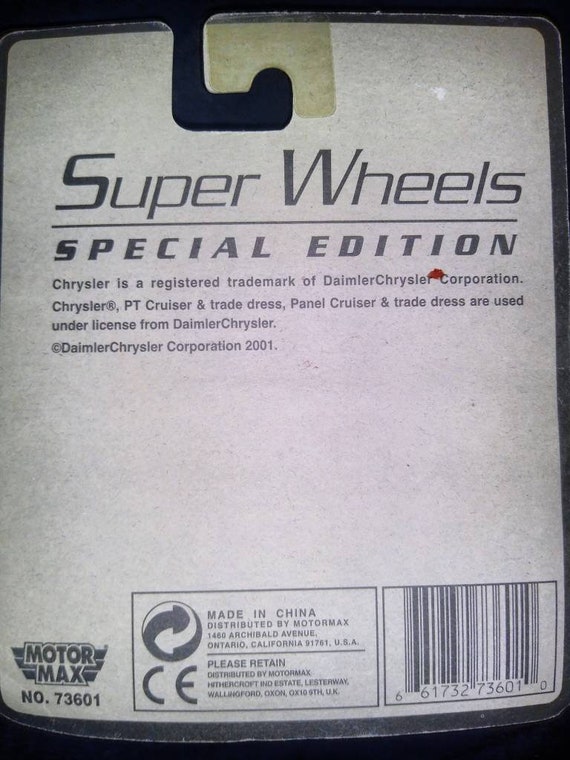 Super Wheels
SPECIAL EDITION
Chrysler is a registered trademark of DaimlerChrysler Corporation.
Chrysler®, PT Cruiser & trade dress, Panel Cruiser & trade dress are used
under license from DaimlerChrysler.
©DaimlerChrysler Corporation 2001.
MOTOR
MAX
NO. 73601
MADE IN CHINA
DISTRIBUTED BY MOTORMAX
1460 ARCHIBALD AVENUE,
ONTARIO, CALIFORNIA 91761, U.S.A.
PLEASE RETAIN
DISTRIBUTED BY MOTORMAX
HITHERCROFT IND ESTATE, LESTERWAY,
WALLINGFORD, OXON, OX10 9TH, U.K.
CE
6 61732 73601 0